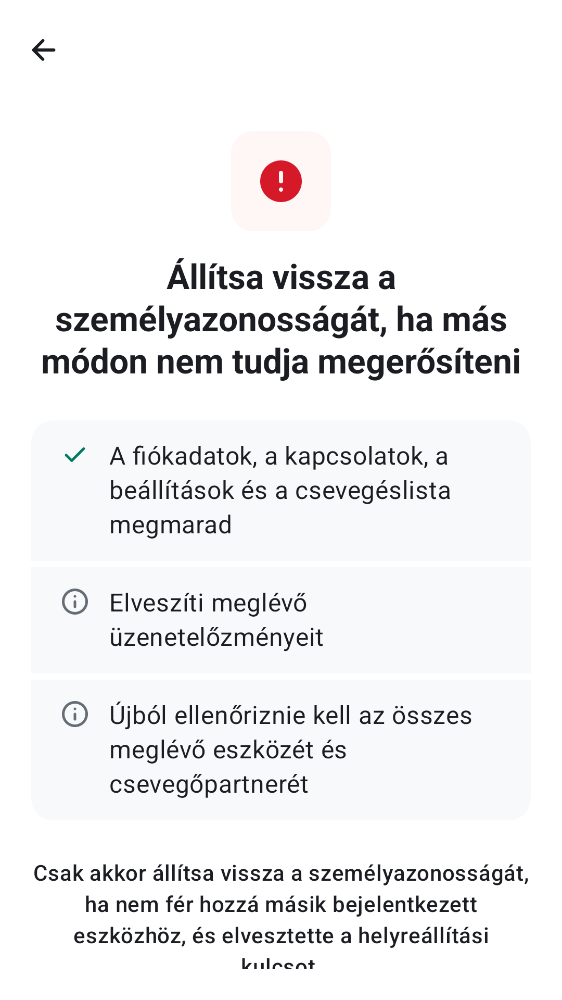 Állítsa vissza a
személyazonosságát, ha más
módon nem tudja megerősíteni
A fiókadatok, a kapcsolatok, a
beállítások és a csevegéslista
megmarad
Elveszíti meglévő
üzenetelőzményeit
Újból ellenőriznie kell az összes
meglévő eszközét és
csevegőpartnerét
Csak akkor állítsa vissza a személyazonosságát,
ha nem fér hozzá másik bejelentkezett
eszközhöz, és elvesztette a helyreállítási
kulcsot